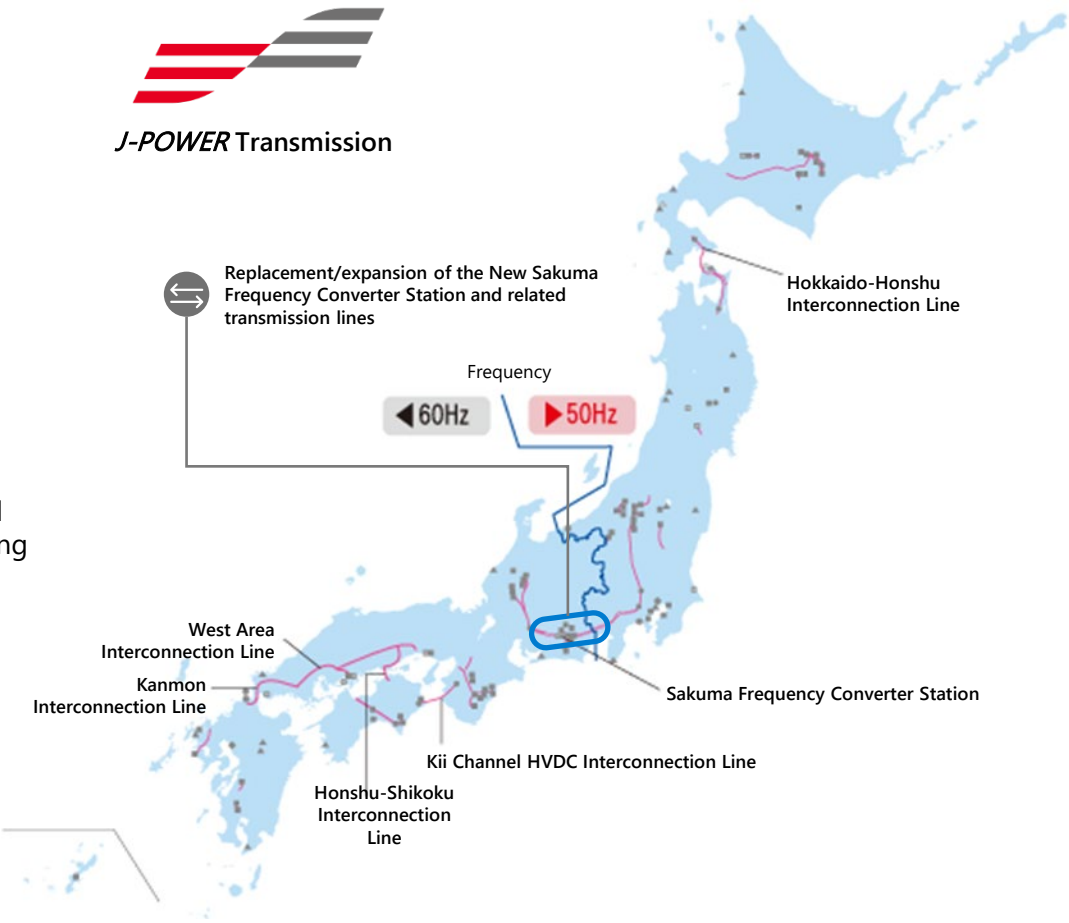 J-POWER Transmission
Replacement/expansion of the New Sakuma
Frequency Converter Station and related
transmission lines
Hokkaido-Honshu
Interconnection Line
Frequency
◀60Hz
▶50Hz
ng
West Area
Interconnection Line
Kanmon
Interconnection Line
Sakuma Frequency Converter Station
Kii Channel HVDC Interconnection Line
Honshu-Shikoku
Interconnection
Line